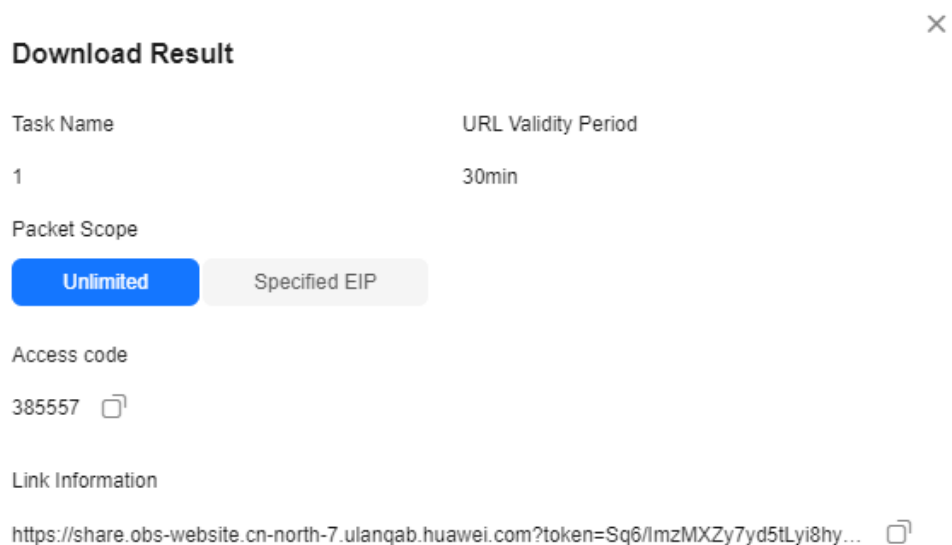 Download Result
Task Name
URL Validity Period
1
30min
Packet Scope
Unlimited
Specified EIP
Access code
385557
Link Information
https://share.obs-website.cn-north-7.ulanqab.huawei.com?token=Sq6/lmzMXZy7yd5tLyi8hy...